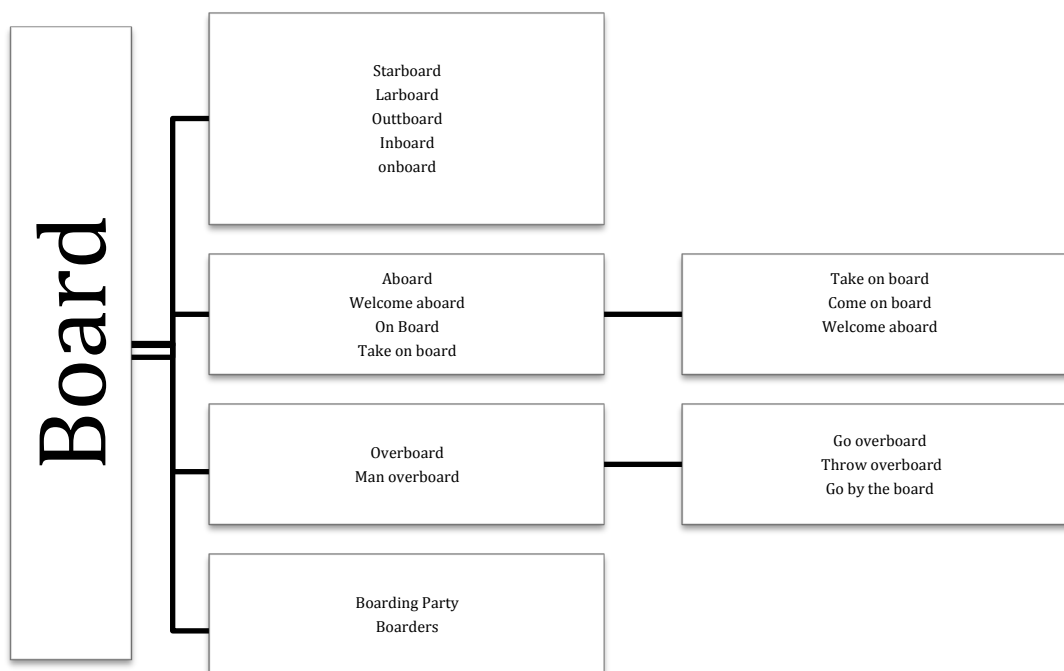 Board
Starboard
Larboard
Outtboard
Inboard
onboard
Aboard
Welcome aboard
On Board
Take on board
Take on board
Come on board
Welcome aboard
Overboard
Man overboard
Go overboard
Throw overboard
Go by the board
Boarding Party
Boarders